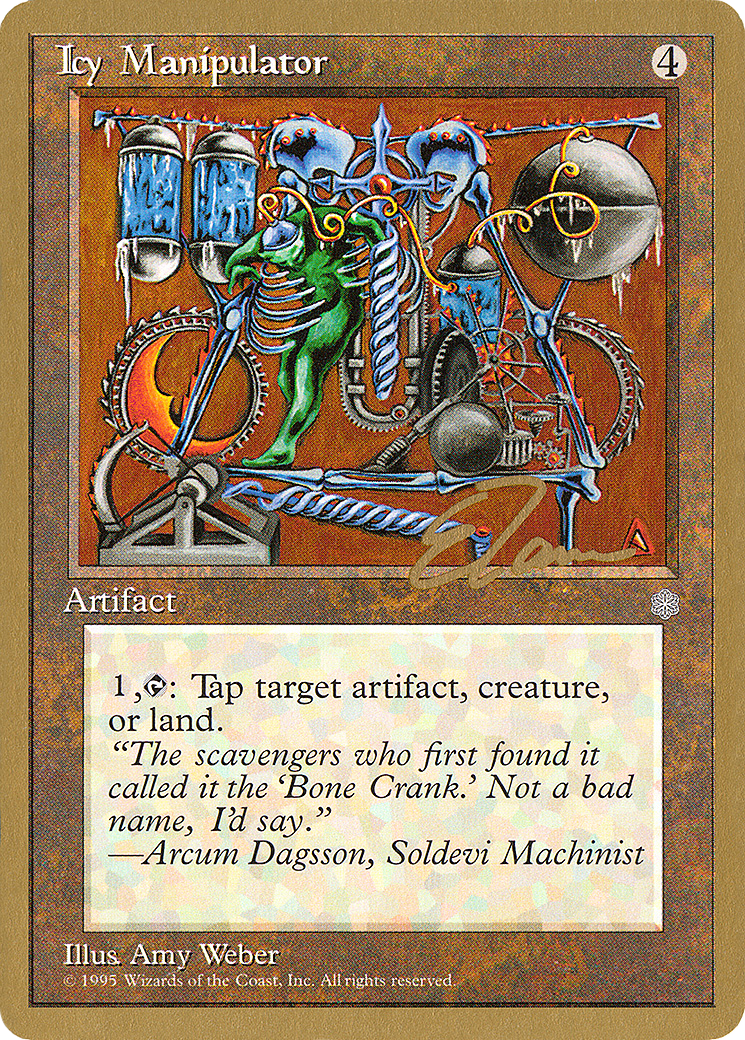 Icy Manipulator
4
Artifact
1, : Tap target artifact, creature,
or land.
“The scavengers who first found it
called it the ‘Bone Crank.’ Not a bad
name, I’d say.”
—Arcum Dagsson, Soldevi Machinist
Illus. Amy Weber
© 1995 Wizards of the Coast, Inc. All rights reserved.